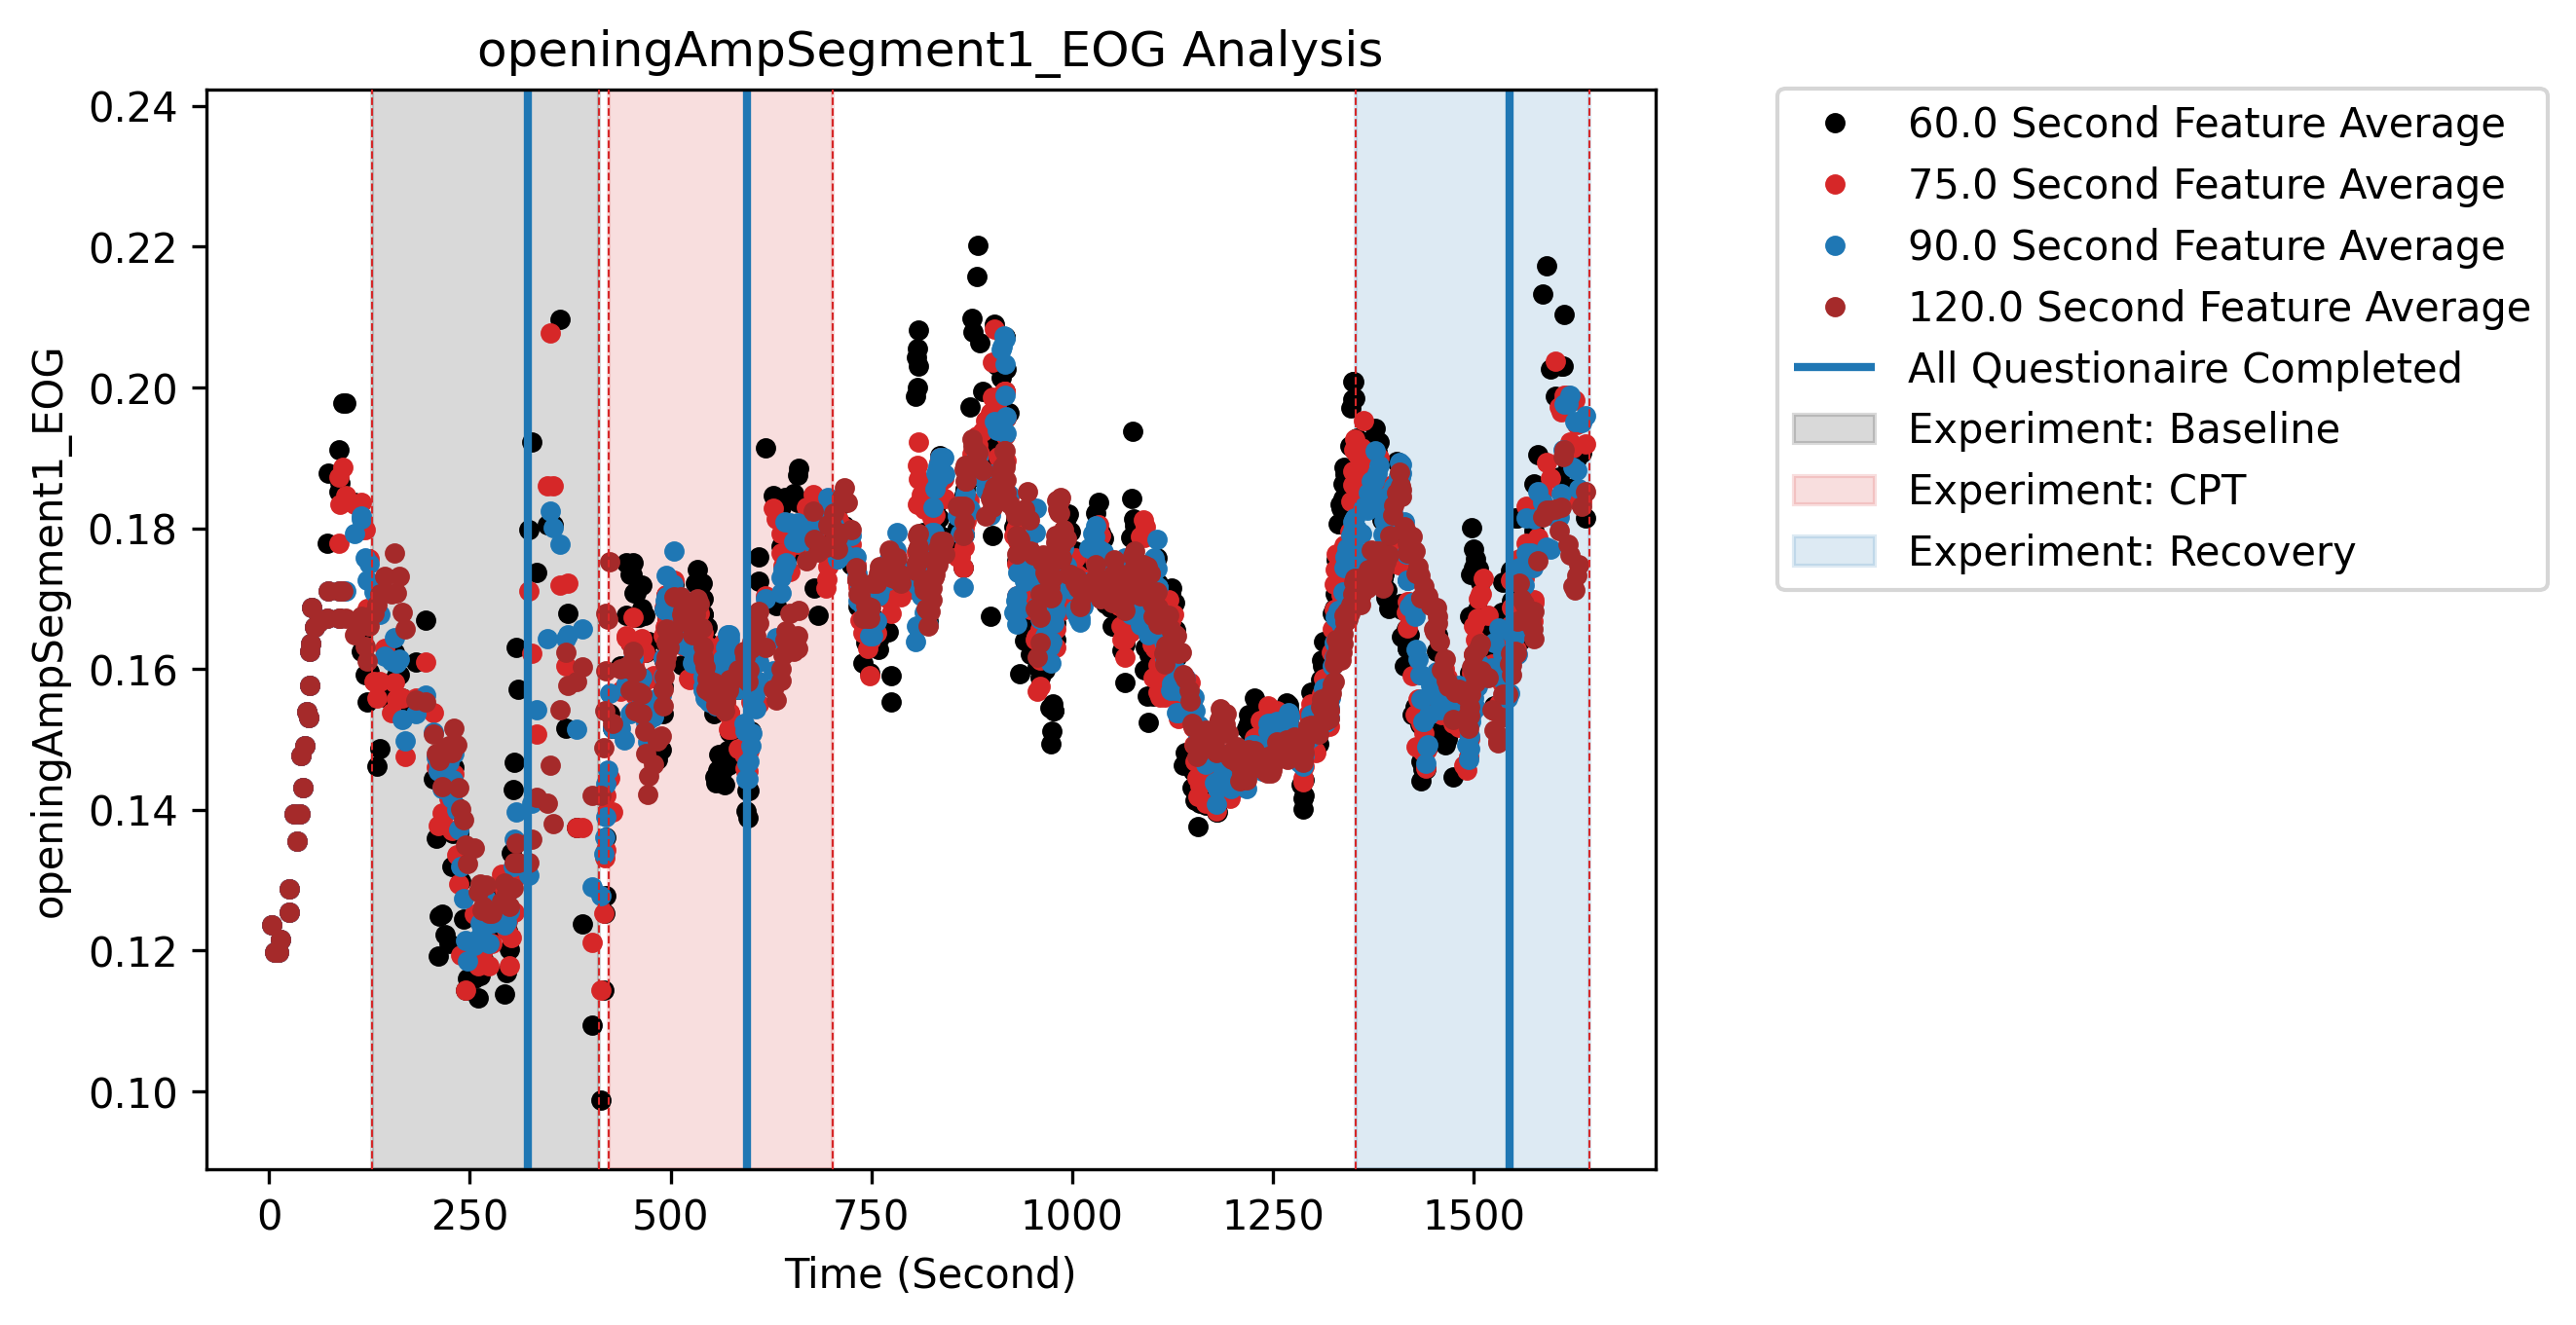 openingAmpSegment1_EOG Analysis
openingAmpSegment1_EOG
0.24
0.22
0.20
0.18
0.16
0.14
0.12
0.10
0
250
500
750
1000
1250
1500
Time (Second)
60.0 Second Feature Average
75.0 Second Feature Average
90.0 Second Feature Average
120.0 Second Feature Average
All Questionaire Completed
Experiment: Baseline
Experiment: CPT
Experiment: Recovery